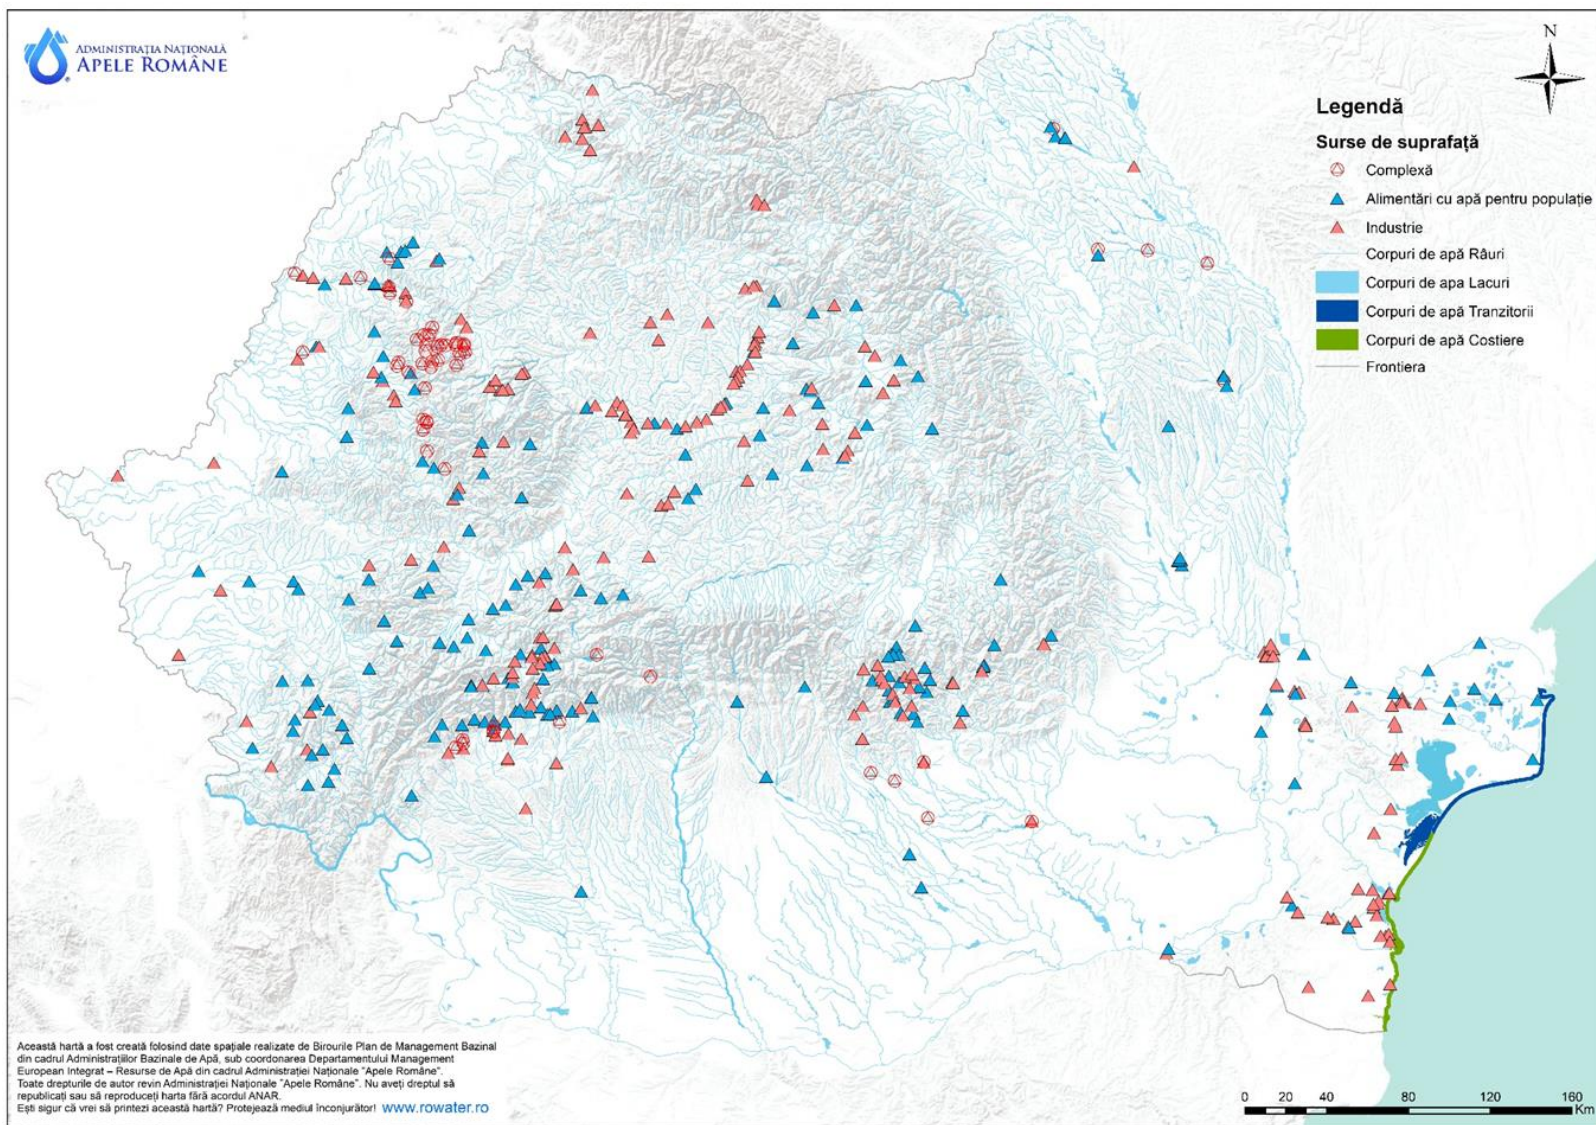 ADMINISTRAȚIA NAȚIONALĂ
APELE ROMÂNE
N
Legendă
Surse de suprafață
Complexă
Alimentări cu apă pentru populație
Industrie
Corpuri de apă Râuri
Corpuri de apa Lacuri
Corpuri de apă Tranzitorii
Corpuri de apă Costiere
Frontiera
Această hartă a fost creată folosind date spațiale realizate de Birourile Plan de Management Bazinal
din cadrul Administrațiilor Bazinale de Apă, sub coordonarea Departamentului Management
European Integrat – Resurse de Apă din cadrul Administrației Naționale "Apele Române".
Toate drepturile de autor revin Administrației Naționale "Apele Române". Nu aveți dreptul să
republicați sau să reproduceți harta fără acordul ANAR.
Ești sigur că vrei să printezi această hartă? Protejează mediul înconjurător! www.rowater.ro
0 20 40 80 120 160
Km